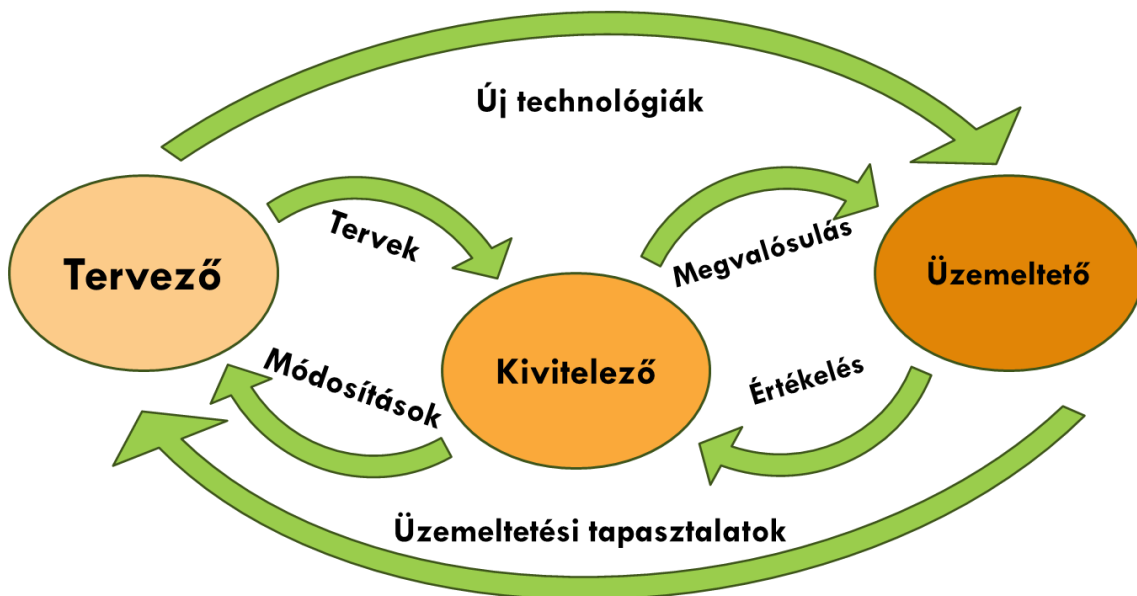 Új technológiák
Tervek
Megvalósulás
Tervező
Üzemeltető
Kivitelező
Módosítások
Értékelés
Üzemeltetési tapasztalatok